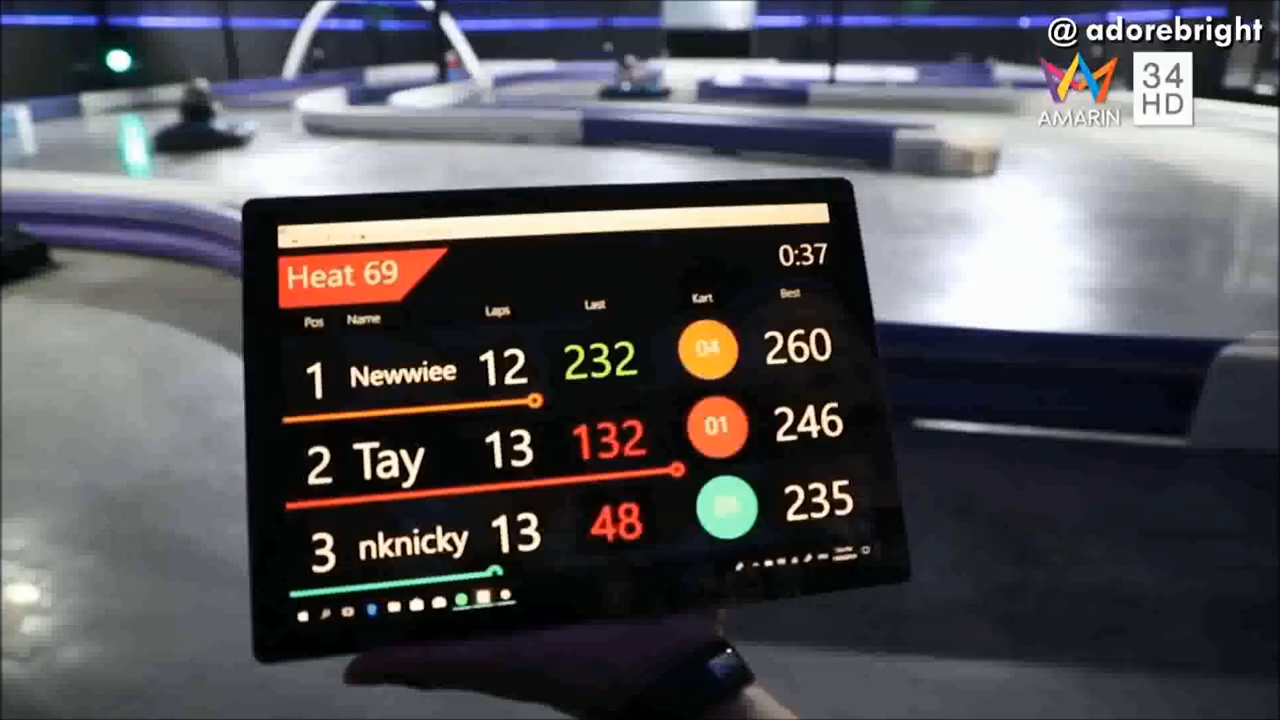 @ adorebright
AMARIN
34
HD
Heat 69
0:37
Pos Name Laps Last Kart Best
1 Newwiee 12 232 04 260
2 Tay 13 132 01 246
3 nknicky 13 48 235